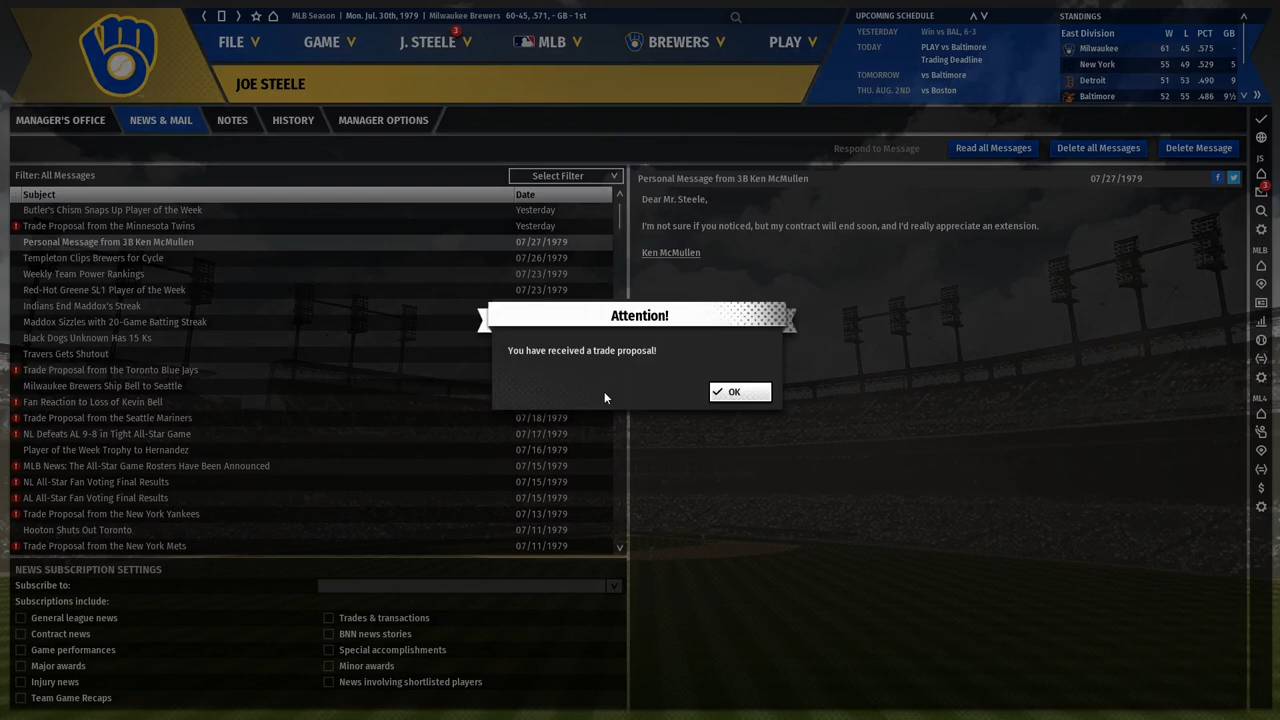 MLB Season | Mon. Jul. 30th, 1979 | Milwaukee Brewers 60-45, .571, - GB - 1st
FILE GAME J. STEELE 3 MLB BREWERS PLAY
JOE STEELE
UPCOMING SCHEDULE
YESTERDAY Win vs BAL, 6-3
TODAY PLAY vs Baltimore
Trading Deadline
TOMORROW vs Baltimore
THU. AUG. 2ND vs Boston
STANDINGS
East Division W L PCT GB
Milwaukee 61 45 .575 -
New York 55 49 .529 5
Detroit 51 53 .490 9
Baltimore 52 55 .486 9½
MANAGER'S OFFICE NEWS & MAIL NOTES HISTORY MANAGER OPTIONS
Respond to Message Read all Messages Delete all Messages Delete Message
Filter: All Messages Select Filter
Subject Date
Butler's Chism Snaps Up Player of the Week Yesterday
Trade Proposal from the Minnesota Twins Yesterday
Personal Message from 3B Ken McMullen 07/27/1979
Templeton Clips Brewers for Cycle 07/26/1979
Weekly Team Power Rankings 07/23/1979
Red-Hot Greene SL1 Player of the Week 07/23/1979
Indians End Maddox's Streak
Maddox Sizzles with 20-Game Batting Streak
Black Dogs Unknown Has 15 Ks
Travers Gets Shutout
Trade Proposal from the Toronto Blue Jays
Milwaukee Brewers Ship Bell to Seattle
Fan Reaction to Loss of Kevin Bell
Trade Proposal from the Seattle Mariners 07/18/1979
NL Defeats AL 9-8 in Tight All-Star Game 07/17/1979
Player of the Week Trophy to Hernandez 07/16/1979
MLB News: The All-Star Game Rosters Have Been Announced 07/15/1979
NL All-Star Fan Voting Final Results 07/15/1979
AL All-Star Fan Voting Final Results 07/15/1979
Trade Proposal from the New York Yankees 07/13/1979
Hooton Shuts Out Toronto 07/11/1979
Trade Proposal from the New York Mets 07/11/1979
Personal Message from 3B Ken McMullen 07/27/1979
Dear Mr. Steele,
I'm not sure if you noticed, but my contract will end soon, and I'd really appreciate an extension.
Ken McMullen
Attention!
You have received a trade proposal!
OK
NEWS SUBSCRIPTION SETTINGS
Subscribe to:
Subscriptions include:
General league news Trades & transactions
Contract news BNN news stories
Game performances Special accomplishments
Major awards Minor awards
Injury news News involving shortlisted players
Team Game Recaps
JS
3
MLB
ML4
$